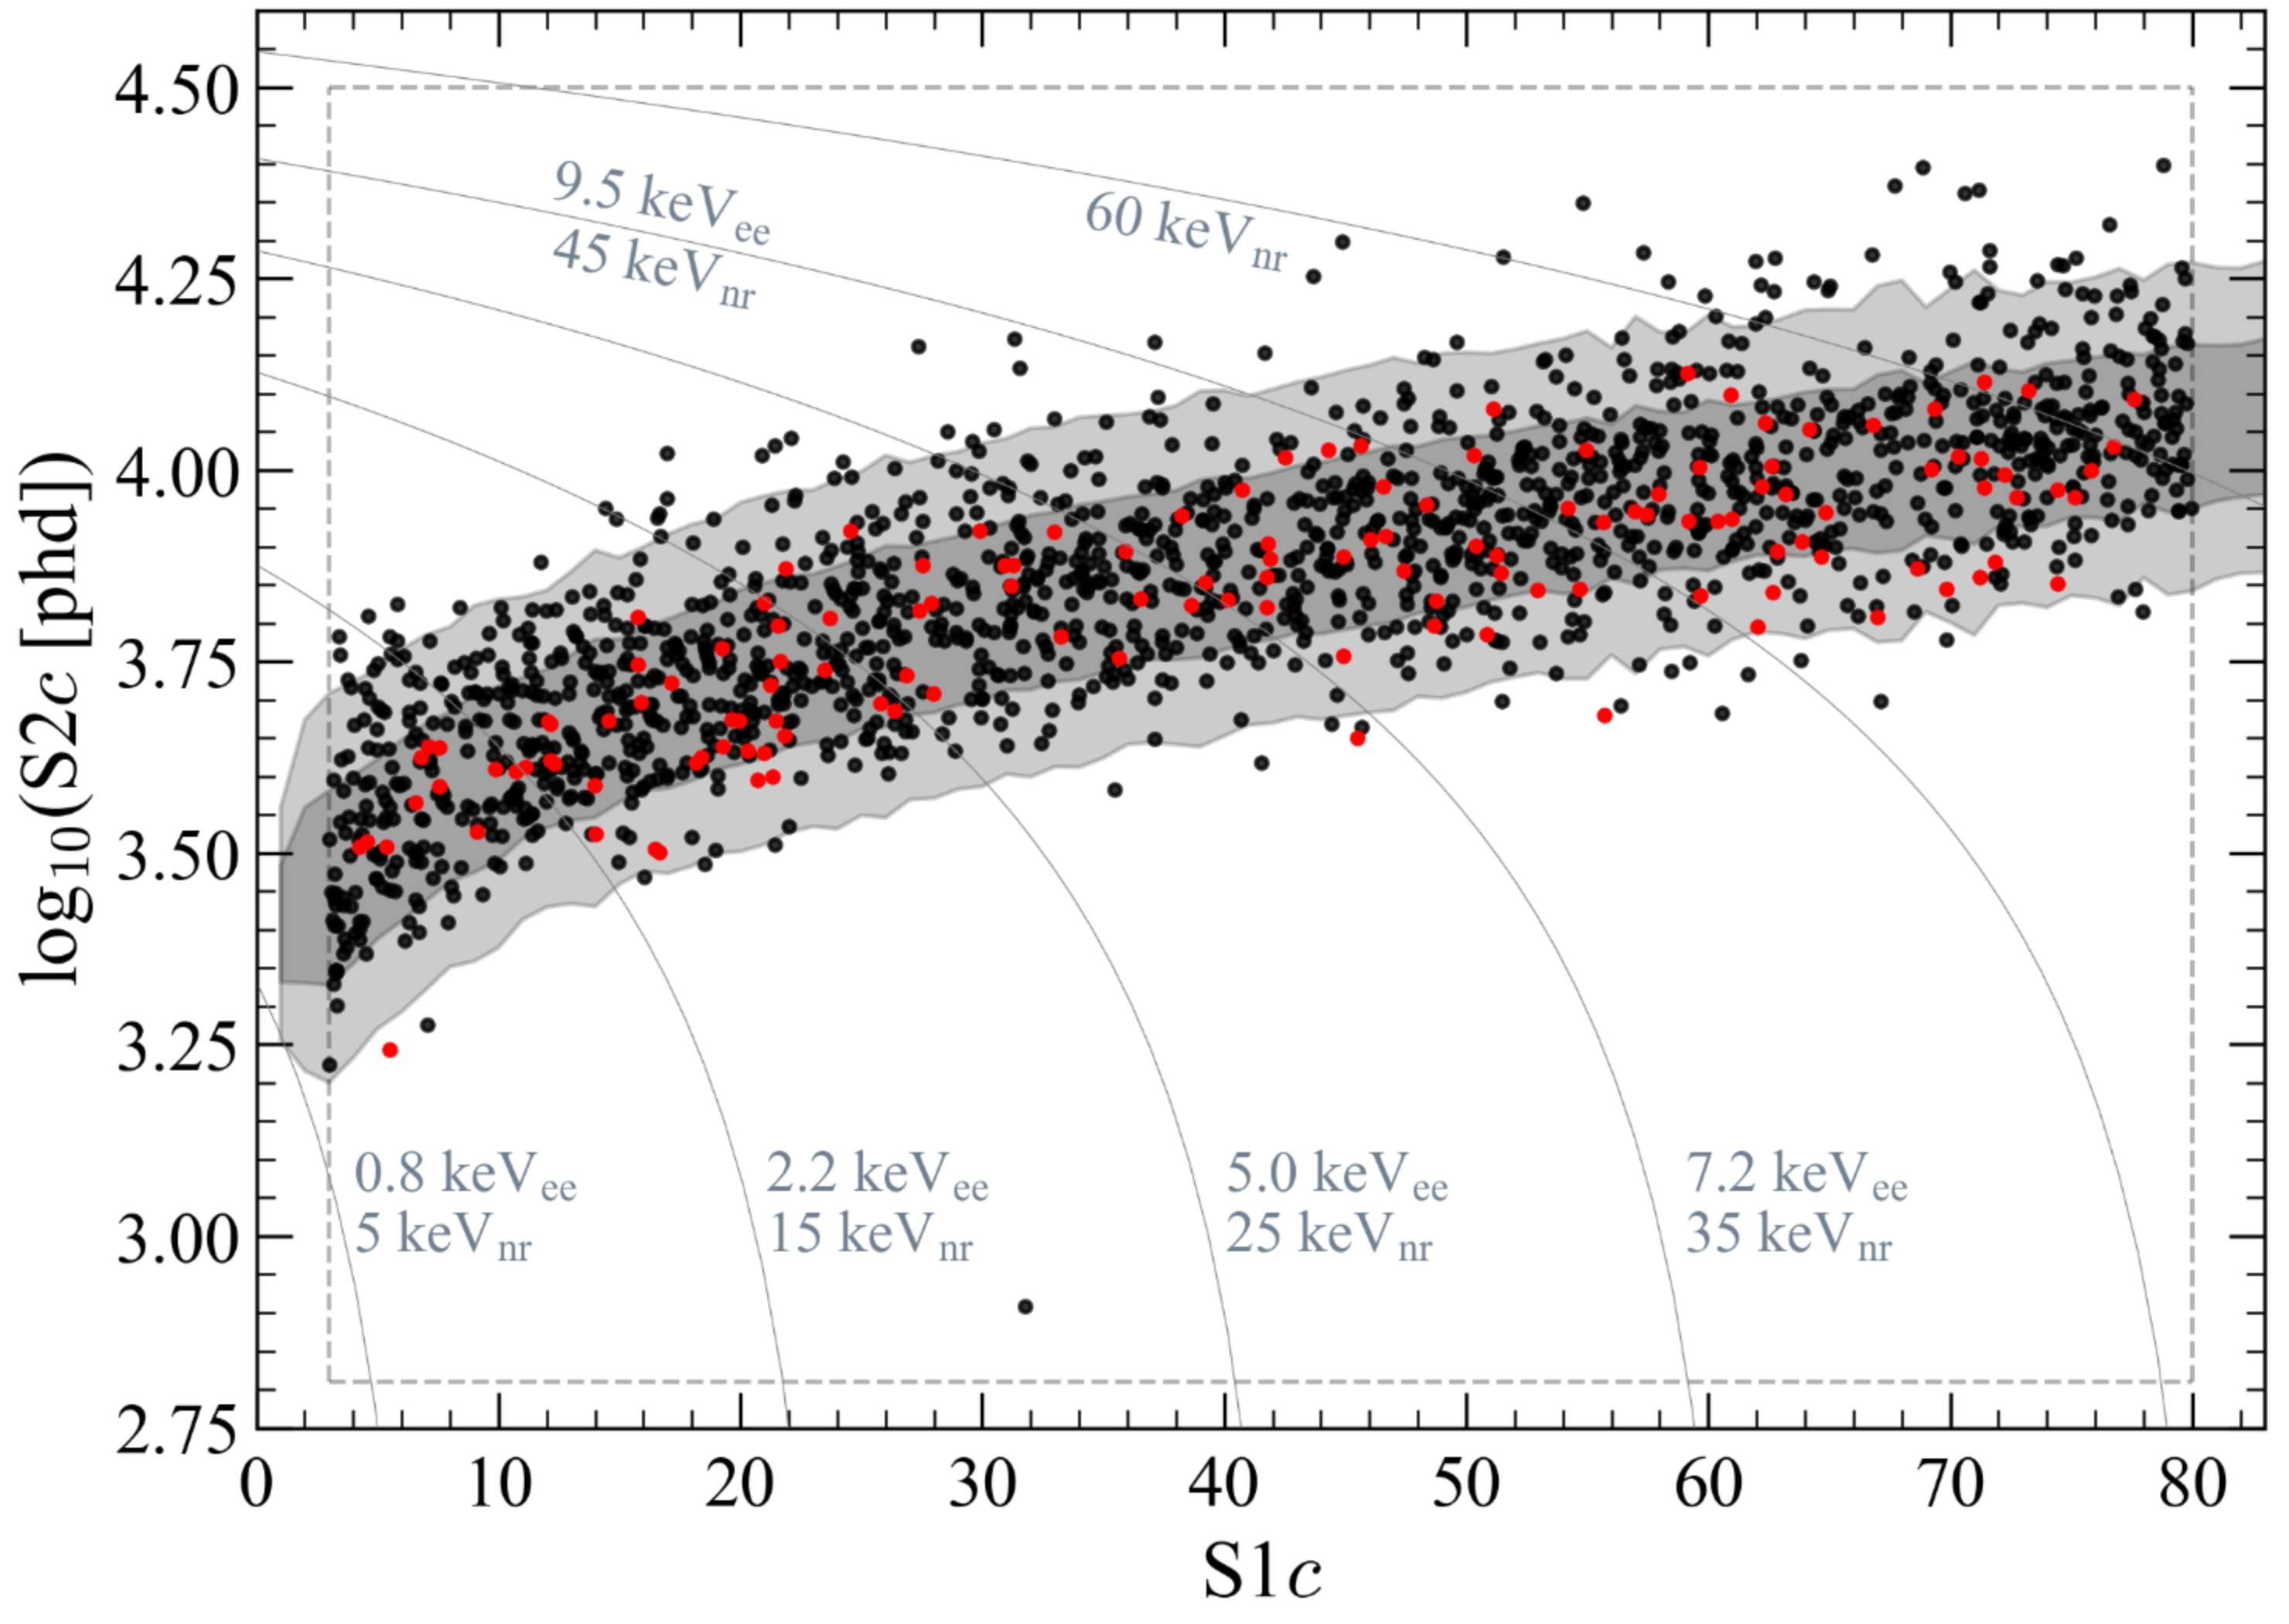 log10(S2c [phd])
4.50
4.25
4.00
3.75
3.50
3.25
3.00
2.75
9.5 keVee
45 keVnr
60 keVnr
0.8 keVee
5 keVnr
2.2 keVee
15 keVnr
5.0 keVee
25 keVnr
7.2 keVee
35 keVnr
0 10 20 30 40 50 60 70 80
S1c